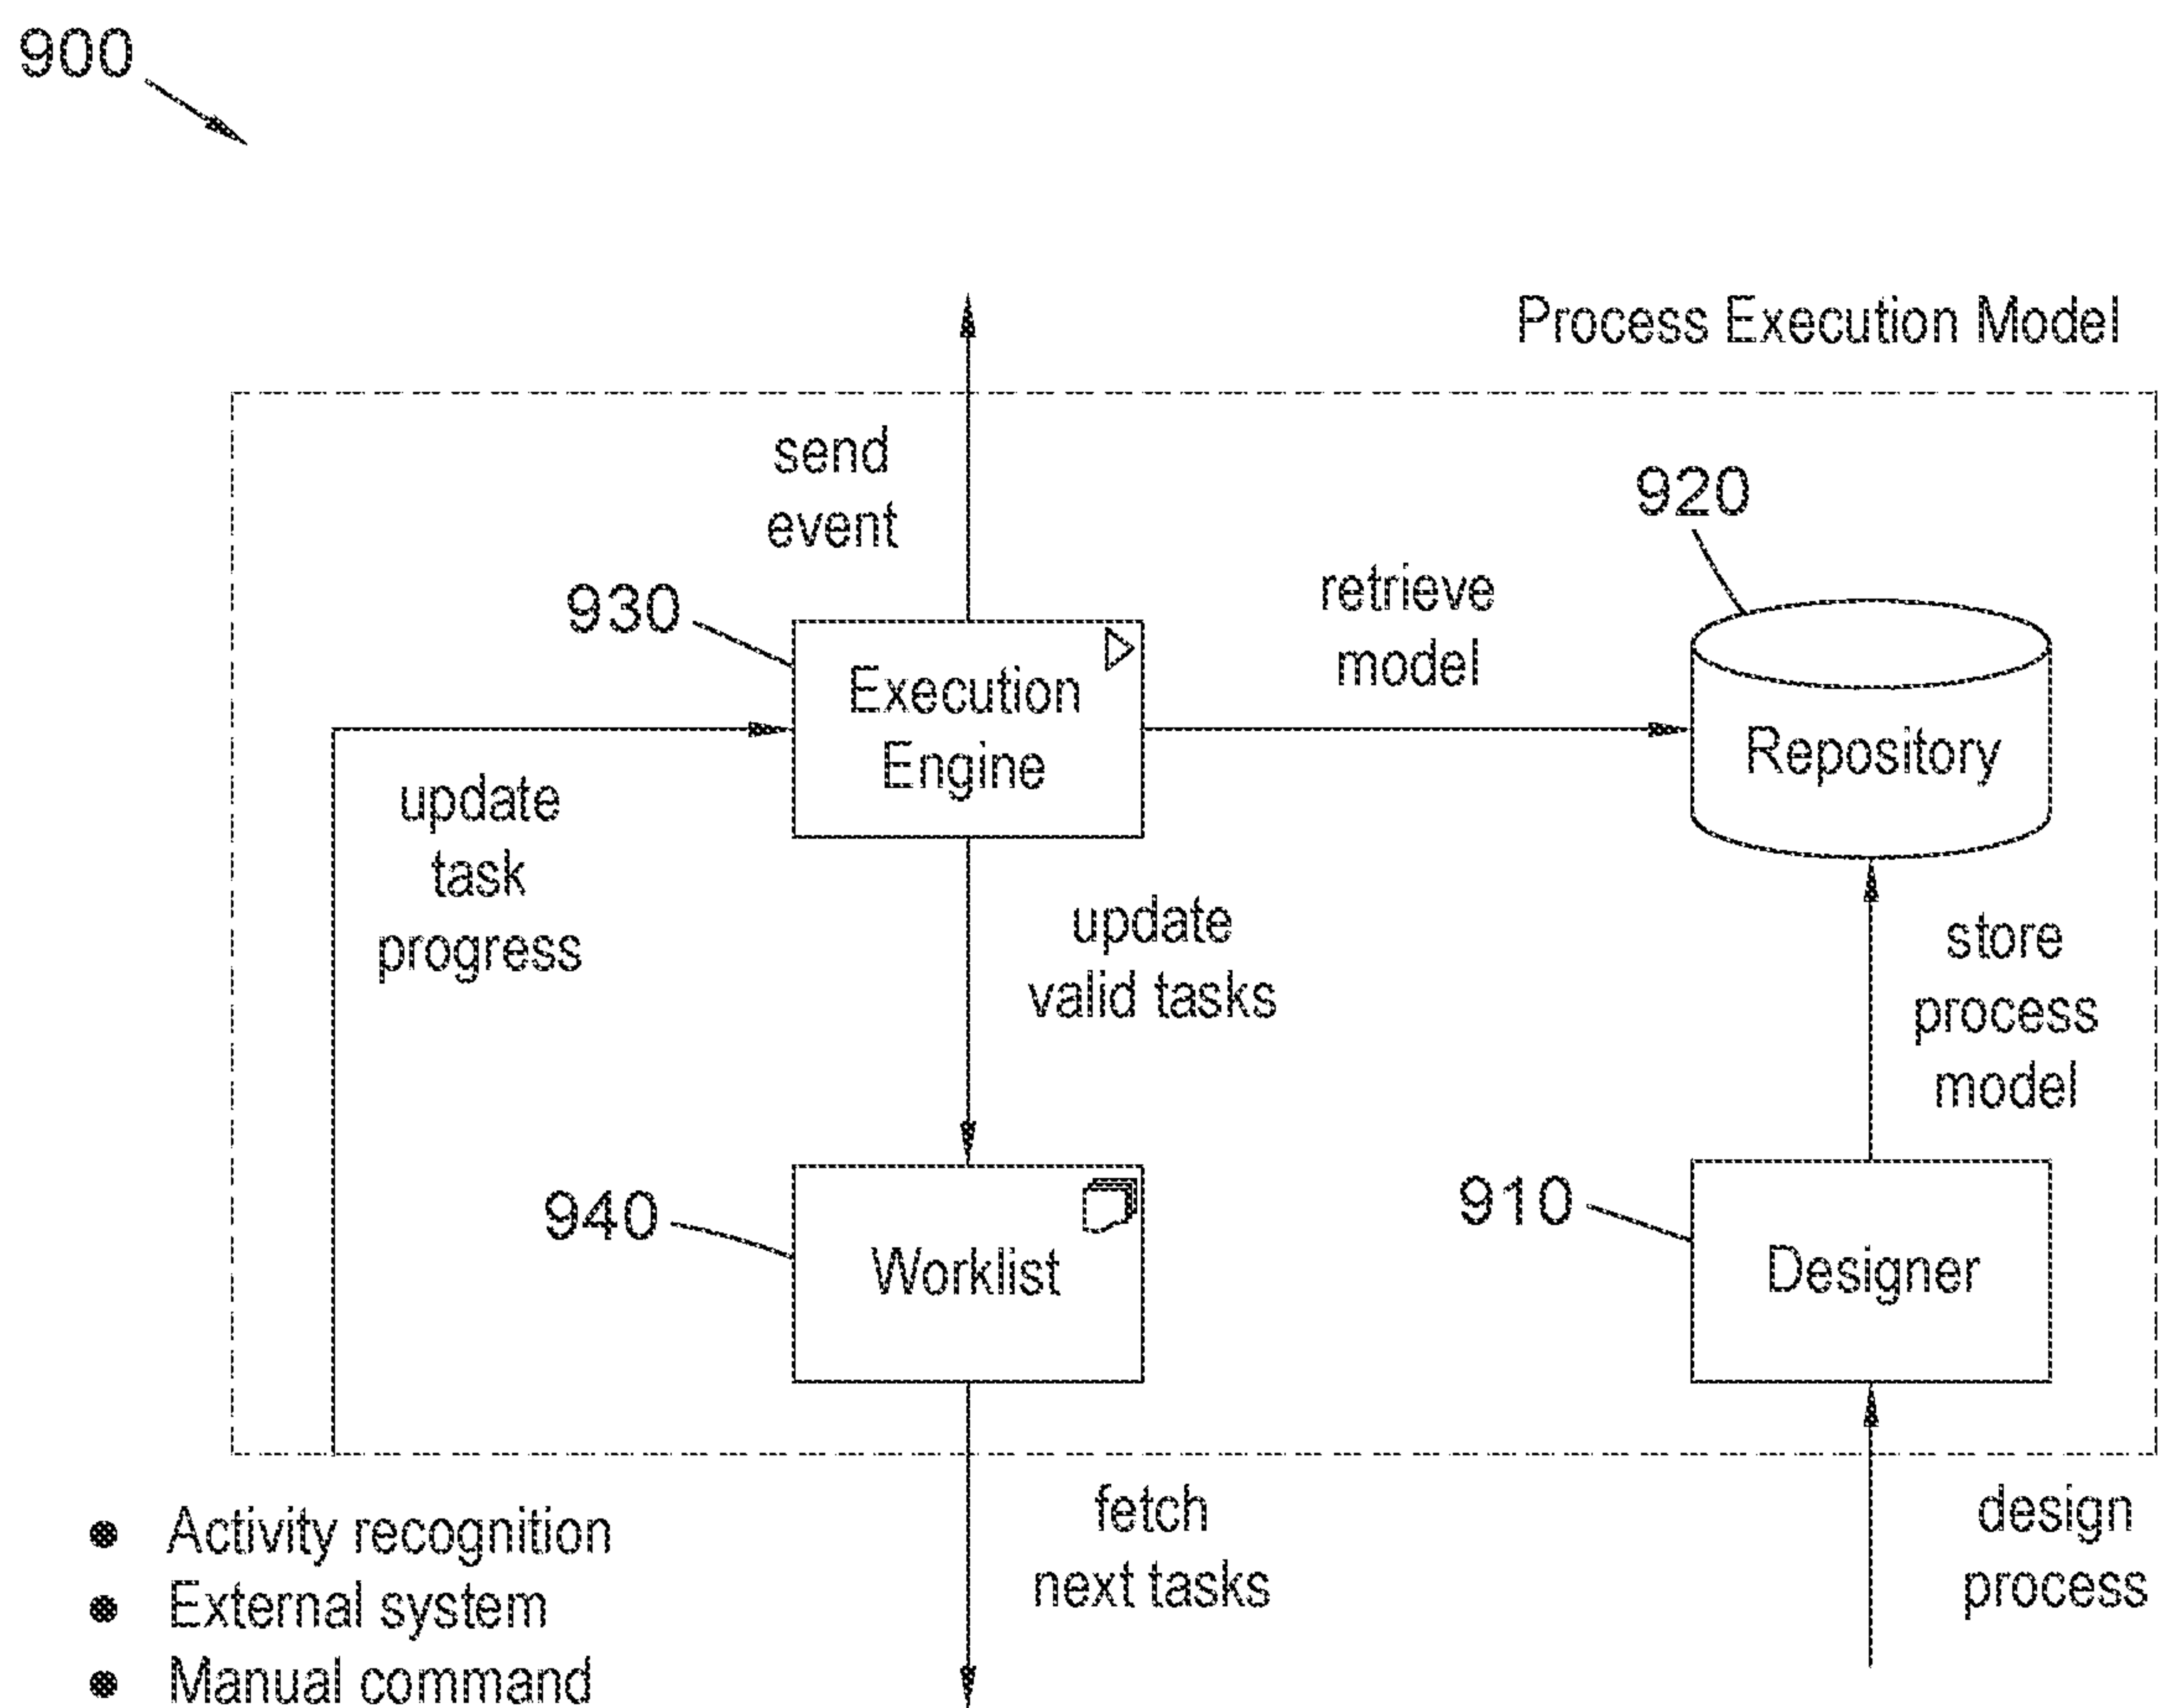 900
Process Execution Model
send
event
920
930
retrieve
model
Execution
Engine
Repository
update
task
progress
update
valid tasks
store
process
model
940
910
Worklist
Designer
fetch
next tasks
design
process
Activity recognition
External system
Manual command